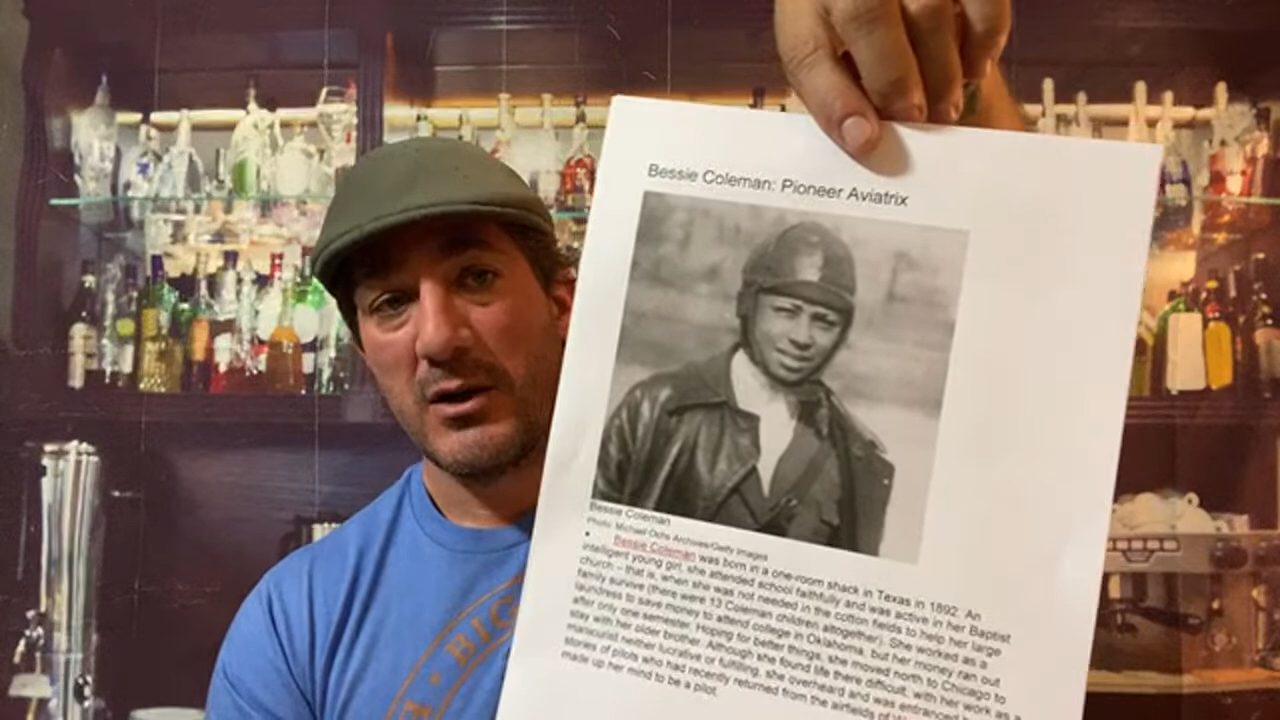 Bessie Coleman: Pioneer Aviatrix
Bessie Coleman
Photo: Michael Ochs Archives/Getty Images
• Bessie Coleman was born in a one-room shack in Texas in 1892. An
intelligent young girl, she attended school faithfully and was active in her Baptist
church – that is, when she was not needed in the cotton fields to help her large
family survive (there were 13 Coleman children altogether). She worked as a
laundress to save money to attend college in Oklahoma, but her money ran out
after only one semester. Hoping for better things, she moved north to Chicago to
stay with her older brother. Although she found life there difficult, with her work as a
manicurist neither lucrative or fulfilling, she overheard and was entranced
stories of pilots who had recently returned from the airfields of
made up her mind to be a pilot.
BIG